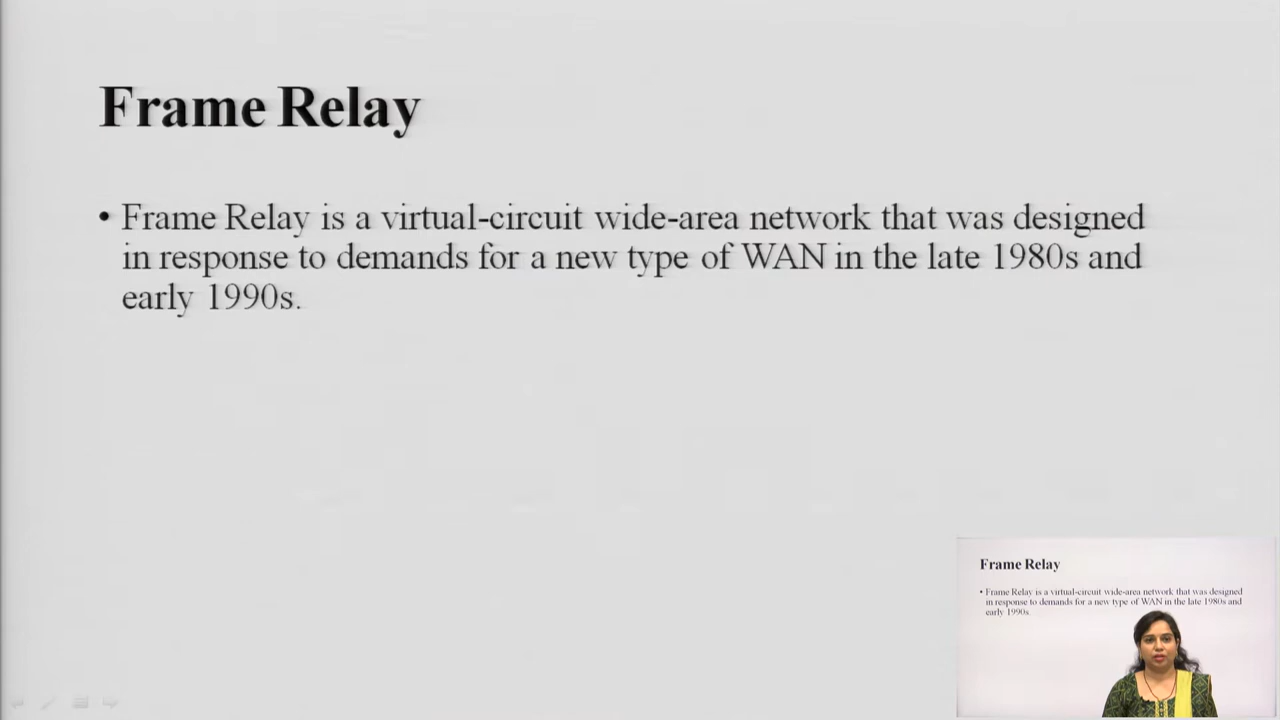 Frame Relay
• Frame Relay is a virtual-circuit wide-area network that was designed
in response to demands for a new type of WAN in the late 1980s and
early 1990s.
Frame Relay
• Frame Relay is a virtual-circuit wide-area network that was designed
in response to demands for a new type of WAN in the late 1980s and
early 1990s.